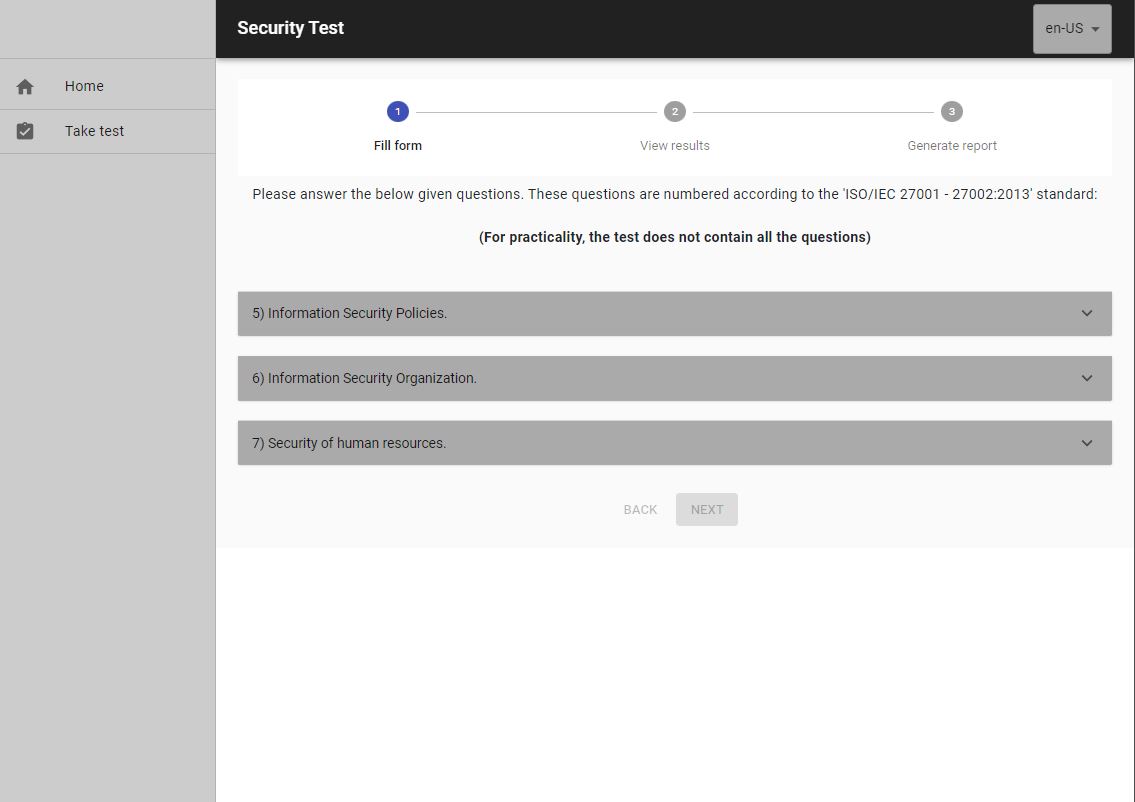 Security Test
en-US
Home
Take test
1
2
3
Fill form
View results
Generate report
Please answer the below given questions. These questions are numbered according to the 'ISO/IEC 27001 - 27002:2013' standard:
(For practicality, the test does not contain all the questions)
5) Information Security Policies.
6) Information Security Organization.
7) Security of human resources.
BACK
NEXT